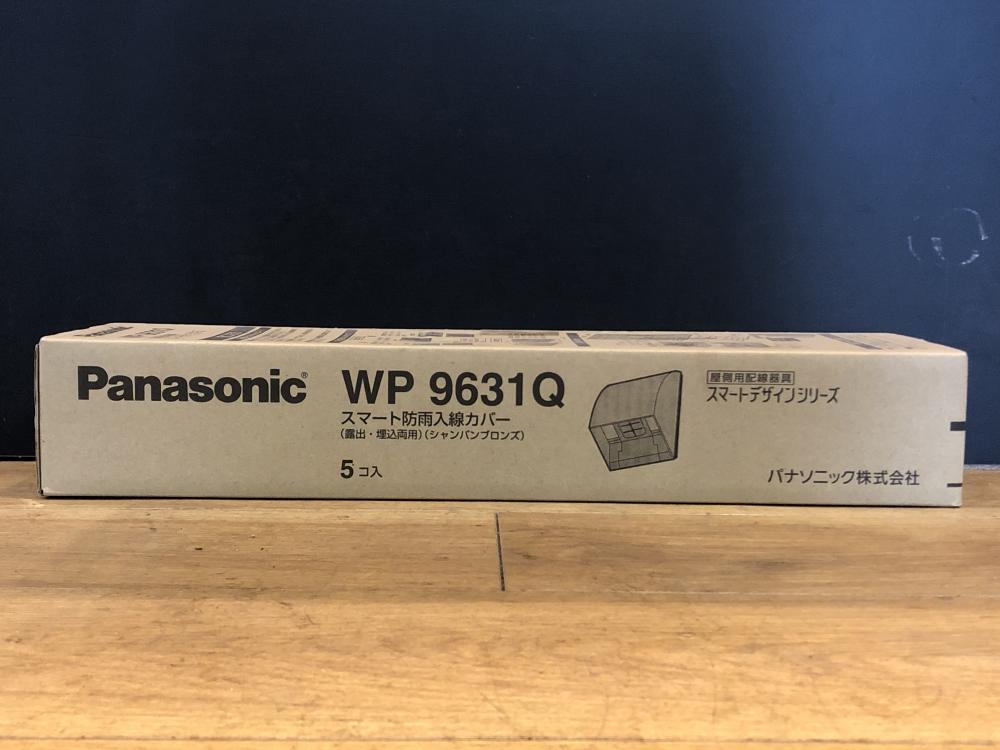 Panasonic®
WP 9631Q
スマート防雨入線カバー
(露出・埋込両用)(シャンパンブロンズ)
5コ入
屋側用配線器具
スマートデザインシリーズ
パナソニック株式会社